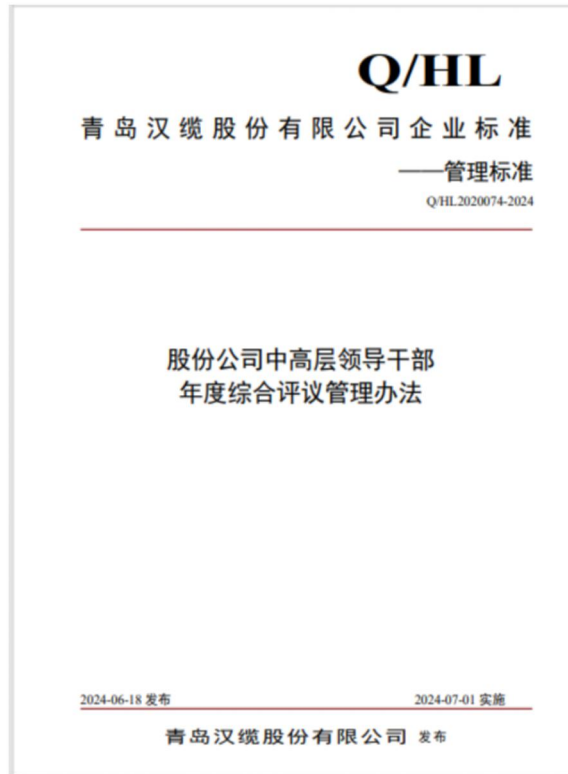 Q/HL
青岛汉缆股份有限公司企业标准
——管理标准
Q/HL2020074-2024
股份公司中高层领导干部
年度综合评议管理办法
2024-06-18 发布 2024-07-01 实施
青岛汉缆股份有限公司 发布